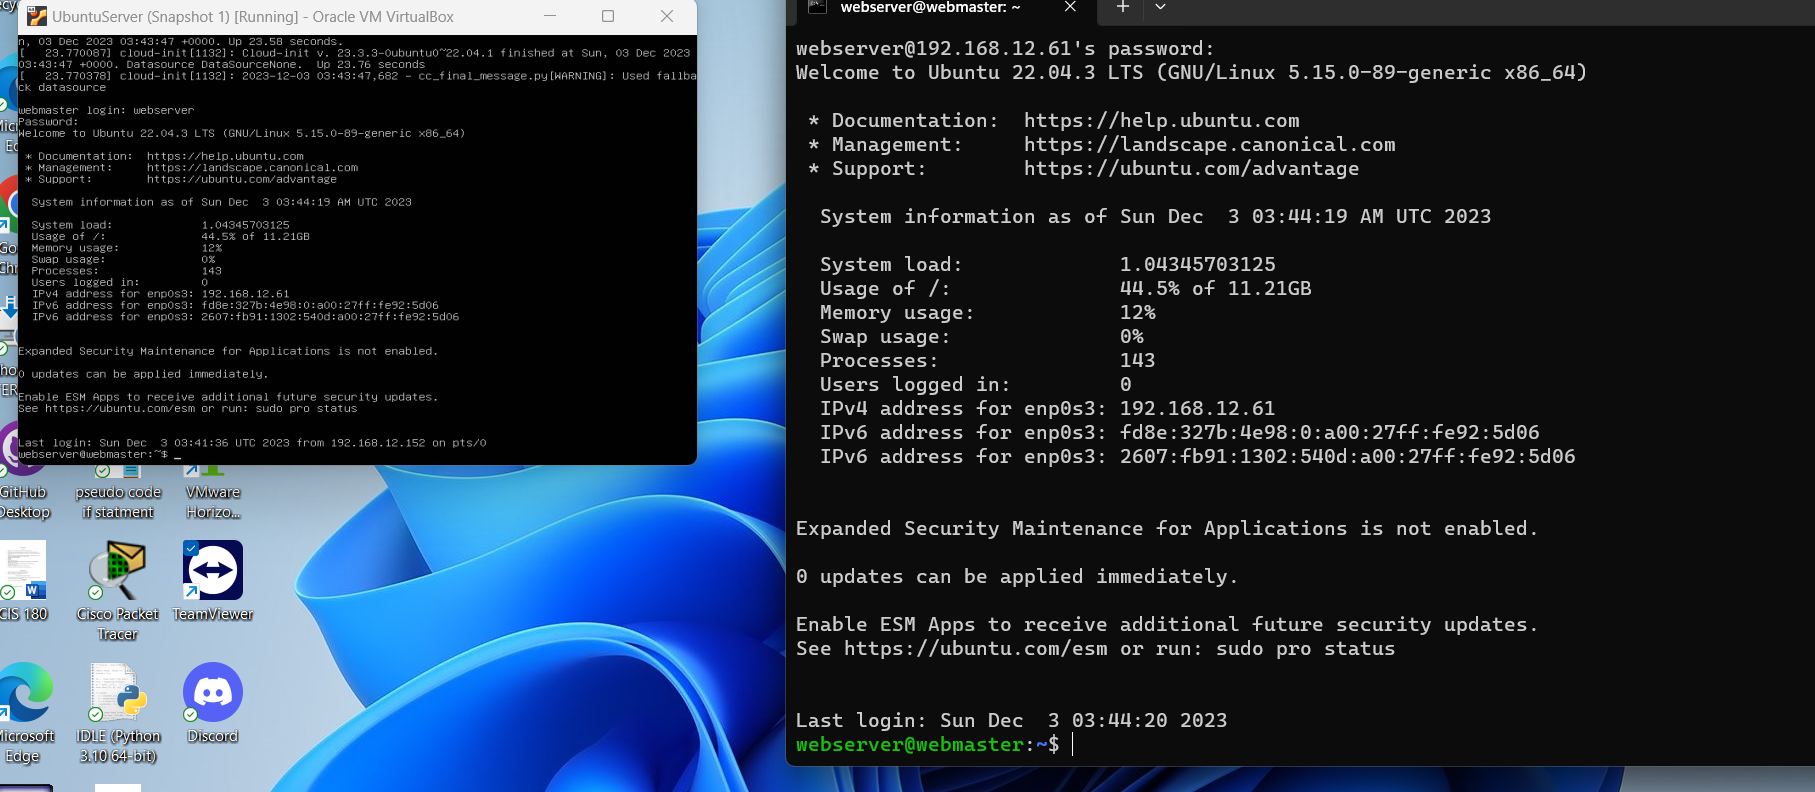 UbuntuServer (Snapshot 1) [Running] - Oracle VM VirtualBox
n, 03 Dec 2023 03:43:47 +0000. Up 23.58 seconds.
[   23.770087] cloud-init[1132]: Cloud-init v. 23.3.3-0ubuntu0~22.04.1 finished at Sun, 03 Dec 2023
03:43:47 +0000. Datasource DataSourceNone.  Up 23.76 seconds
[   23.770378] cloud-init[1132]: 2023-12-03 03:43:47,682 - cc_final_message.py[WARNING]: Used fallba
ck datasource
webmaster login: webserver
Password:
Welcome to Ubuntu 22.04.3 LTS (GNU/Linux 5.15.0-89-generic x86_64)
* Documentation:  https://help.ubuntu.com
* Management:     https://landscape.canonical.com
* Support:        https://ubuntu.com/advantage
System information as of Sun Dec  3 03:44:19 AM UTC 2023
System load:             1.04345703125
Usage of /:              44.5% of 11.21GB
Memory usage:            12%
Swap usage:              0%
Processes:               143
Users logged in:         0
IPv4 address for enp0s3: 192.168.12.61
IPv6 address for enp0s3: fd8e:327b:4e98:0:a00:27ff:fe92:5d06
IPv6 address for enp0s3: 2607:fb91:1302:540d:a00:27ff:fe92:5d06
Expanded Security Maintenance for Applications is not enabled.
0 updates can be applied immediately.
Enable ESM Apps to receive additional future security updates.
See https://ubuntu.com/esm or run: sudo pro status
Last login: Sun Dec  3 03:41:36 UTC 2023 from 192.168.12.152 on pts/0
webserver@webmaster:~$ _
GitHub
Desktop
pseudo code
if statment
VMware
Horizo...
CIS 180
Cisco Packet
Tracer
TeamViewer
Microsoft
Edge
IDLE (Python
3.10 64-bit)
Discord
webserver@webmaster: ~
webserver@192.168.12.61's password:
Welcome to Ubuntu 22.04.3 LTS (GNU/Linux 5.15.0-89-generic x86_64)
* Documentation:  https://help.ubuntu.com
* Management:     https://landscape.canonical.com
* Support:        https://ubuntu.com/advantage
System information as of Sun Dec  3 03:44:19 AM UTC 2023
System load:             1.04345703125
Usage of /:              44.5% of 11.21GB
Memory usage:            12%
Swap usage:              0%
Processes:               143
Users logged in:         0
IPv4 address for enp0s3: 192.168.12.61
IPv6 address for enp0s3: fd8e:327b:4e98:0:a00:27ff:fe92:5d06
IPv6 address for enp0s3: 2607:fb91:1302:540d:a00:27ff:fe92:5d06
Expanded Security Maintenance for Applications is not enabled.
0 updates can be applied immediately.
Enable ESM Apps to receive additional future security updates.
See https://ubuntu.com/esm or run: sudo pro status
Last login: Sun Dec  3 03:44:20 2023
webserver@webmaster:~$